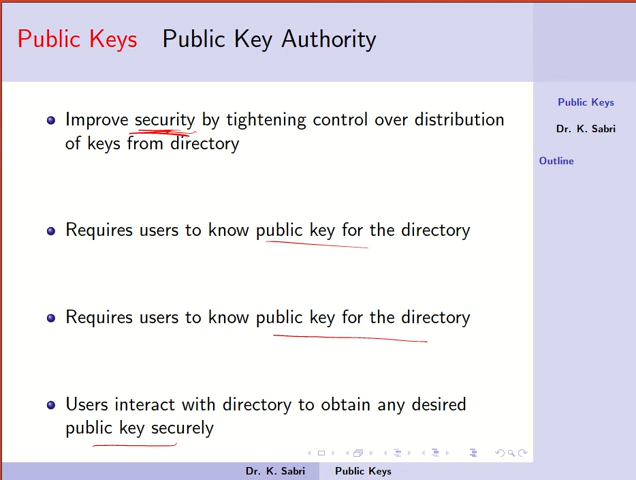 Public Keys Public Key Authority
Improve security by tightening control over distribution
of keys from directory
Requires users to know public key for the directory
Requires users to know public key for the directory
Users interact with directory to obtain any desired
public key securely
Public Keys
Dr. K. Sabri
Outline
Dr. K. Sabri Public Keys